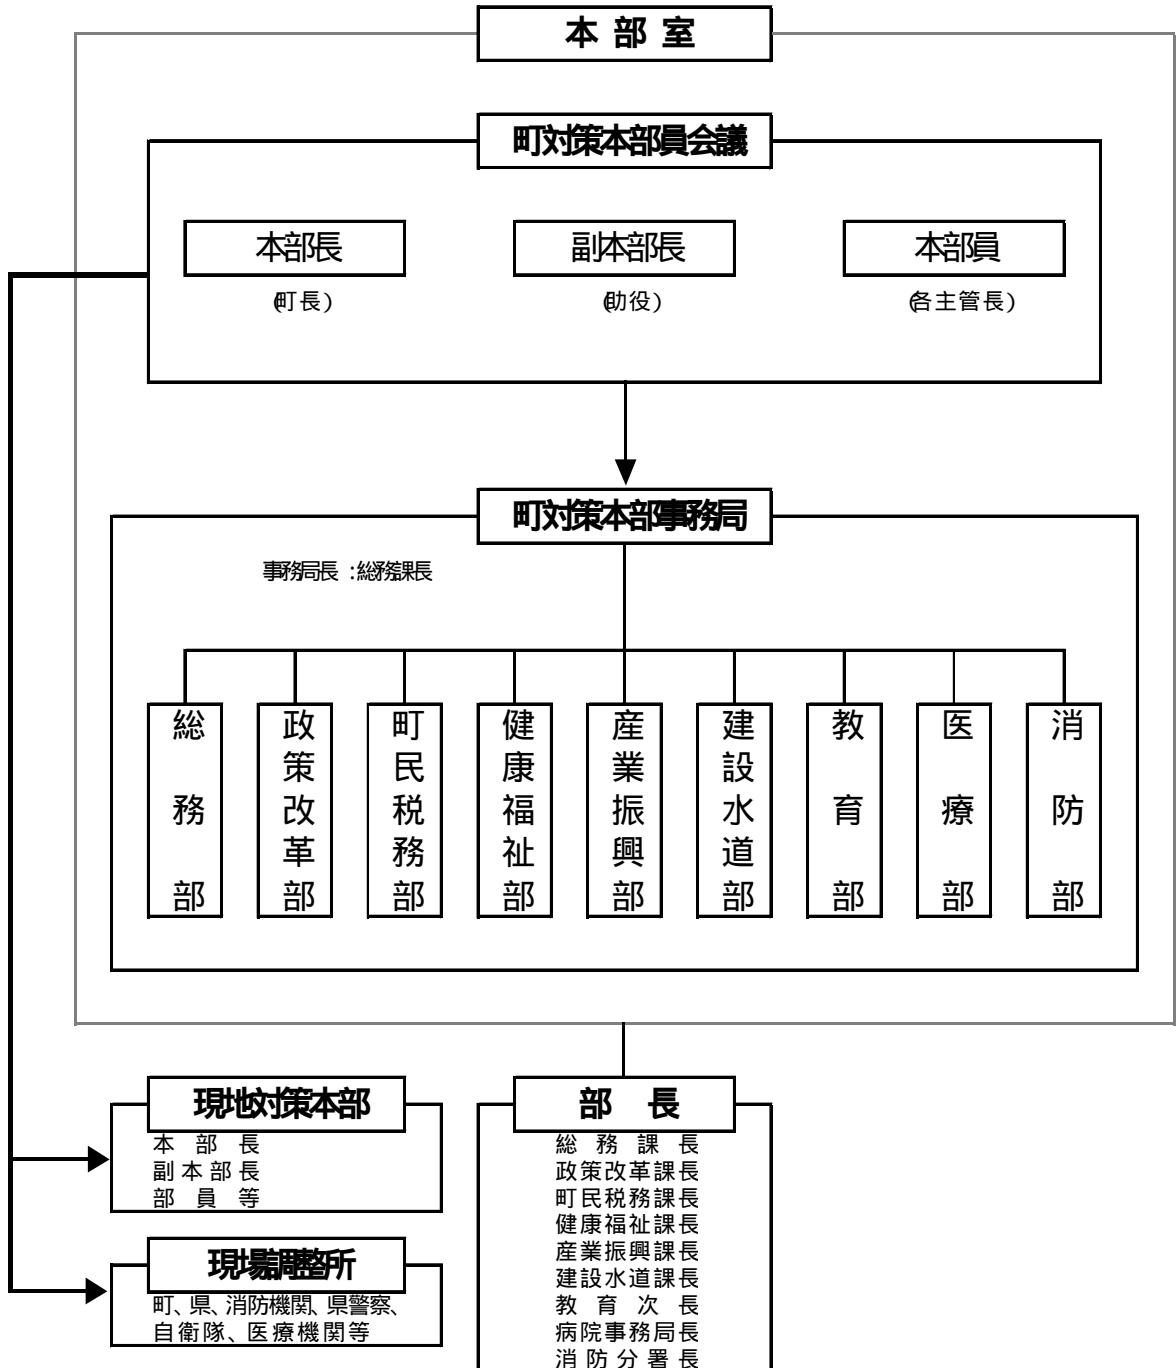 本部室
町対策本部員会議
本部長
副本部長
本部員
(町長)
(助役)
(各主管長)
町対策本部事務局
事務局長:総務課長
総務部
政策改革部
町民税務部
健康福祉部
産業振興部
建設水道部
教育部
医療部
消防部
現地対策本部
本部長
副本部長
部員等
現場調整所
町、県、消防機関、県警察、
自衛隊、医療機関等
部長
総務課長
政策改革課長
町民税務課長
健康福祉課長
産業振興課長
建設水道課長
教育次長
病院事務局長
消防分署長